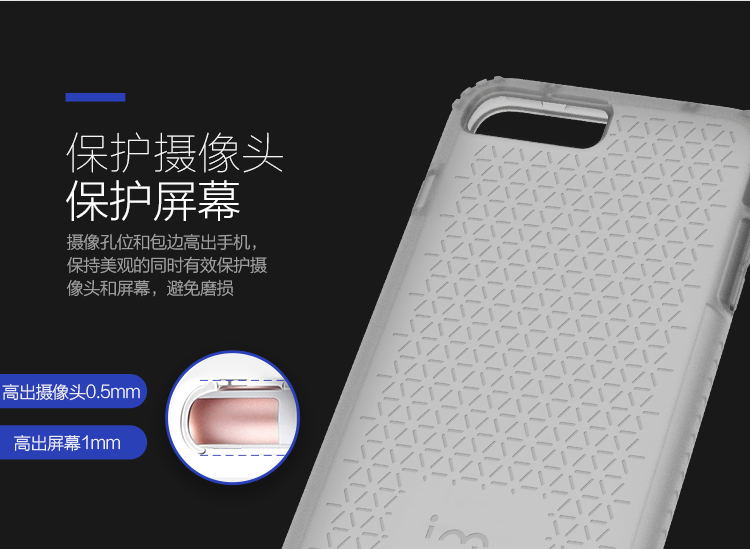 保护摄像头
保护屏幕
摄像孔位和包边高出手机，
保持美观的同时有效保护摄
像头和屏幕，避免磨损
高出摄像头0.5mm
高出屏幕1mm